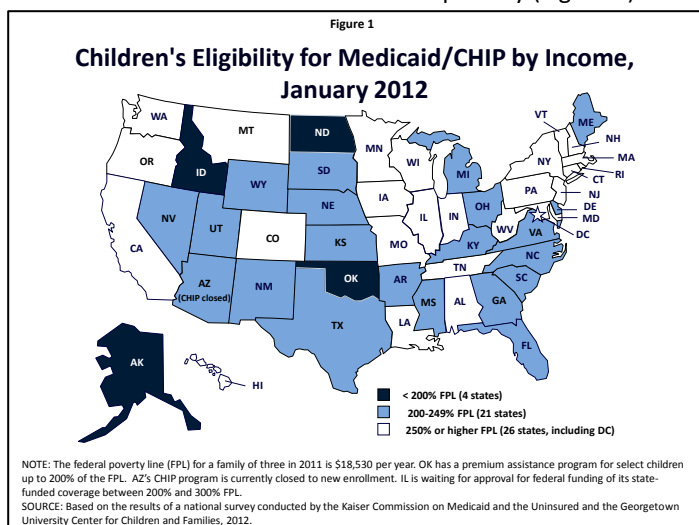 Figure 1
Children's Eligibility for Medicaid/CHIP by Income,
January 2012
WA
MT
ND
MN
VT
ME
NH
OR
ID
WY
SD
WI
MI
NY
MA
RI
CT
NV
NE
IA
PA
NJ
CA
UT
CO
KS
IL
IN
OH
DE
MD
MO
KY
WV
VA
DC
AZ
(CHIP closed)
NM
OK
AR
TN
NC
SC
TX
MS
AL
GA
LA
FL
AK
HI
< 200% FPL (4 states)
200-249% FPL (21 states)
250% or higher FPL (26 states, including DC)
NOTE: The federal poverty line (FPL) for a family of three in 2011 is $18,530 per year. OK has a premium assistance program for select children
up to 200% of the FPL. AZ's CHIP program is currently closed to new enrollment. IL is waiting for approval for federal funding of its state-
funded coverage between 200% and 300% FPL.
SOURCE: Based on the results of a national survey conducted by the Kaiser Commission on Medicaid and the Uninsured and the Georgetown
University Center for Children and Families, 2012.